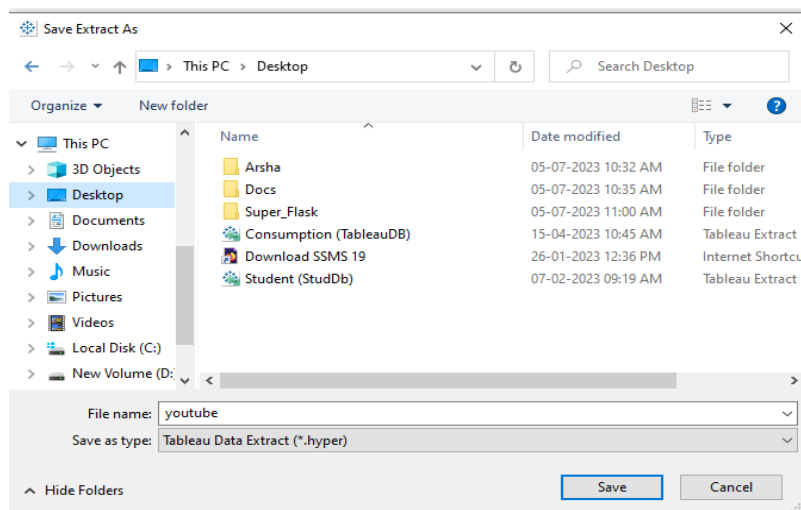 Save Extract As
This PC > Desktop
Search Desktop
Organize
New folder
Name Date modified Type
This PC
3D Objects
Desktop
Documents
Downloads
Music
Pictures
Videos
Local Disk (C:)
New Volume (D:
Arsha 05-07-2023 10:32 AM File folder
Docs 05-07-2023 10:35 AM File folder
Super_Flask 05-07-2023 11:00 AM File folder
Consumption (TableauDB) 15-04-2023 10:45 AM Tableau Extract
Download SSMS 19 26-01-2023 12:36 PM Internet Shortcu
Student (StudDb) 07-02-2023 09:19 AM Tableau Extract
File name: youtube
Save as type: Tableau Data Extract (*.hyper)
Hide Folders
Save
Cancel